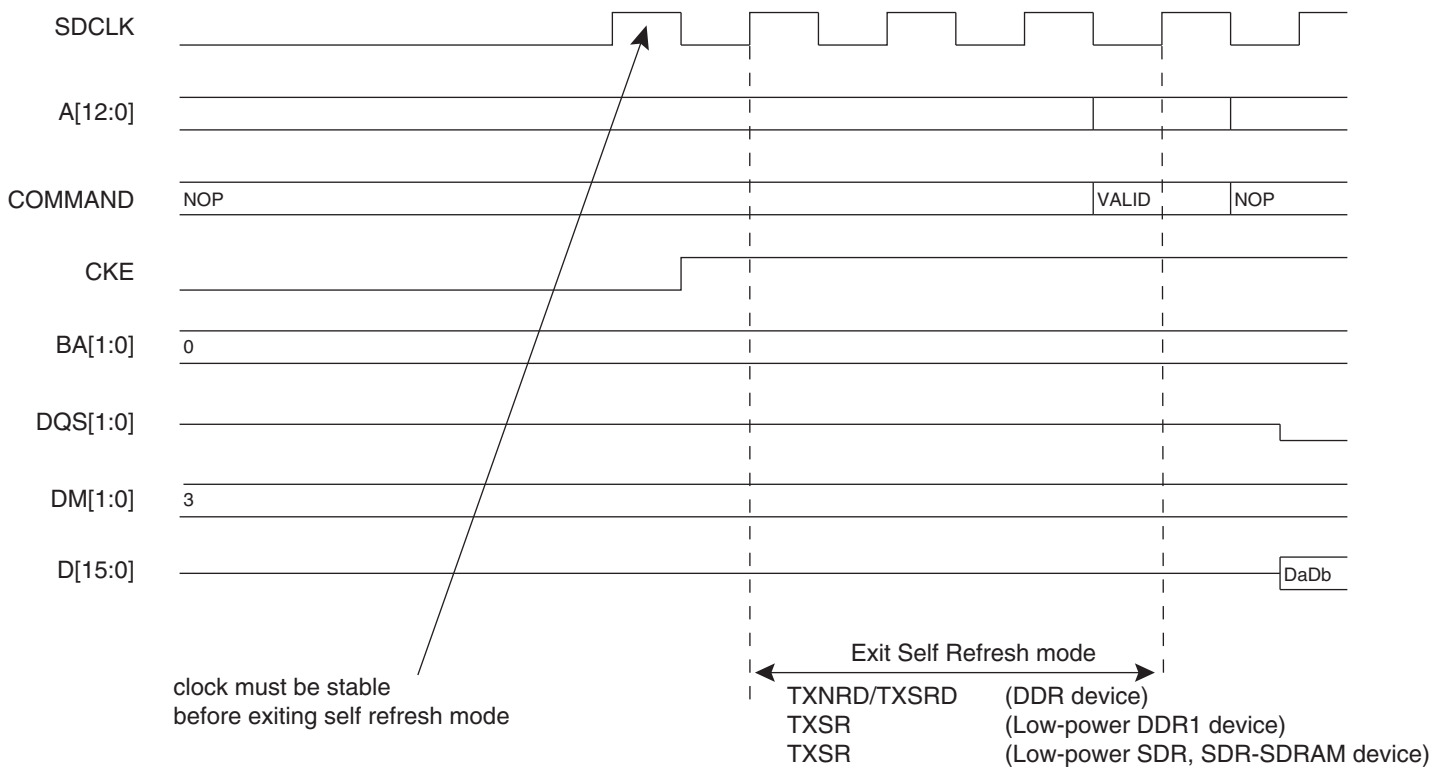 SDCLK
A[12:0]
COMMAND NOP VALID NOP
CKE
BA[1:0] 0
DQS[1:0]
DM[1:0] 3
D[15:0] DaDb
clock must be stable
before exiting self refresh mode
Exit Self Refresh mode
TXNRD/TXSRD (DDR device)
TXSR (Low-power DDR1 device)
TXSR (Low-power SDR, SDR-SDRAM device)